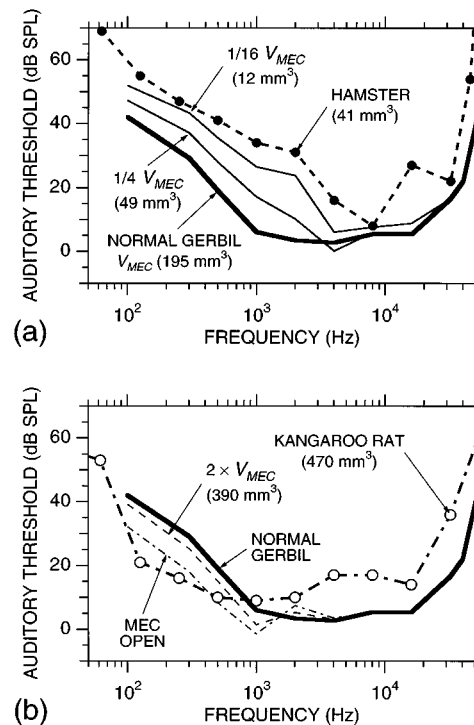 (a)
AUDITORY THRESHOLD (dB SPL)
60
40
20
0
1/16 V_MEC
(12 mm³)
HAMSTER
(41 mm³)
1/4 V_MEC
(49 mm³)
NORMAL GERBIL
V_MEC (195 mm³)
10² 10³ 10⁴
FREQUENCY (Hz)
(b)
AUDITORY THRESHOLD (dB SPL)
60
40
20
0
KANGAROO RAT
(470 mm³)
2 × V_MEC
(390 mm³)
NORMAL
GERBIL
MEC
OPEN
10² 10³ 10⁴
FREQUENCY (Hz)